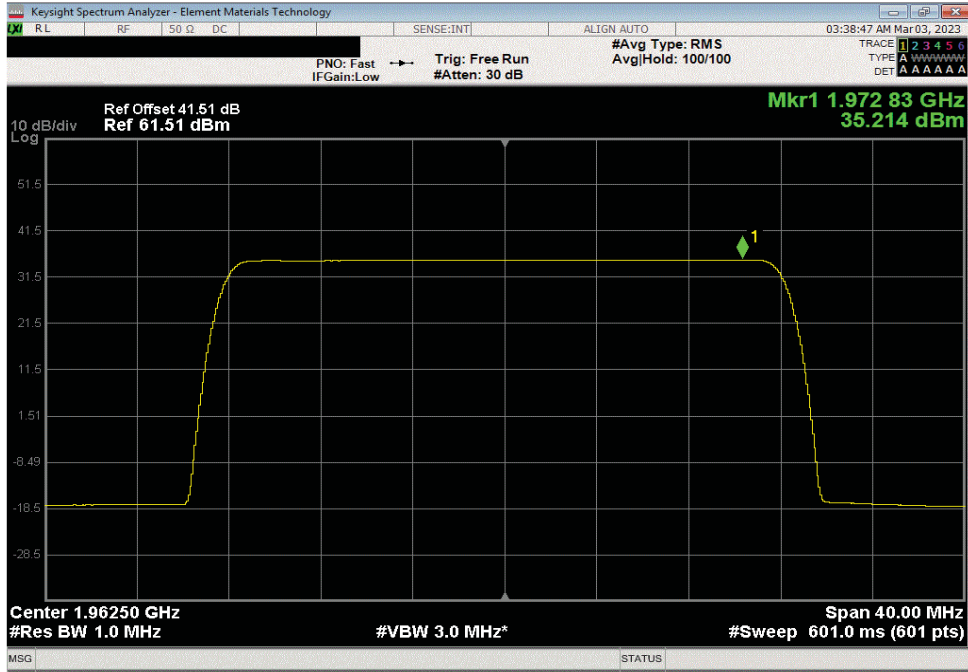 Keysight Spectrum Analyzer - Element Materials Technology
LXI RL RF 50 Ω DC SENSE:INT ALIGN AUTO 03:38:47 AM Mar 03, 2023
#Avg Type: RMS TRACE 1 2 3 4 5 6
PNO: Fast Trig: Free Run Avg|Hold: 100/100 TYPE A WWWWW
IFGain:Low #Atten: 30 dB DET A A A A A A
Mkr1 1.972 83 GHz
Ref Offset 41.51 dB
10 dB/div Ref 61.51 dBm 35.214 dBm
Log
51.5
41.5
1
31.5
21.5
11.5
1.51
-8.49
-18.5
-28.5
Center 1.96250 GHz Span 40.00 MHz
#Res BW 1.0 MHz #VBW 3.0 MHz* #Sweep 601.0 ms (601 pts)
MSG STATUS